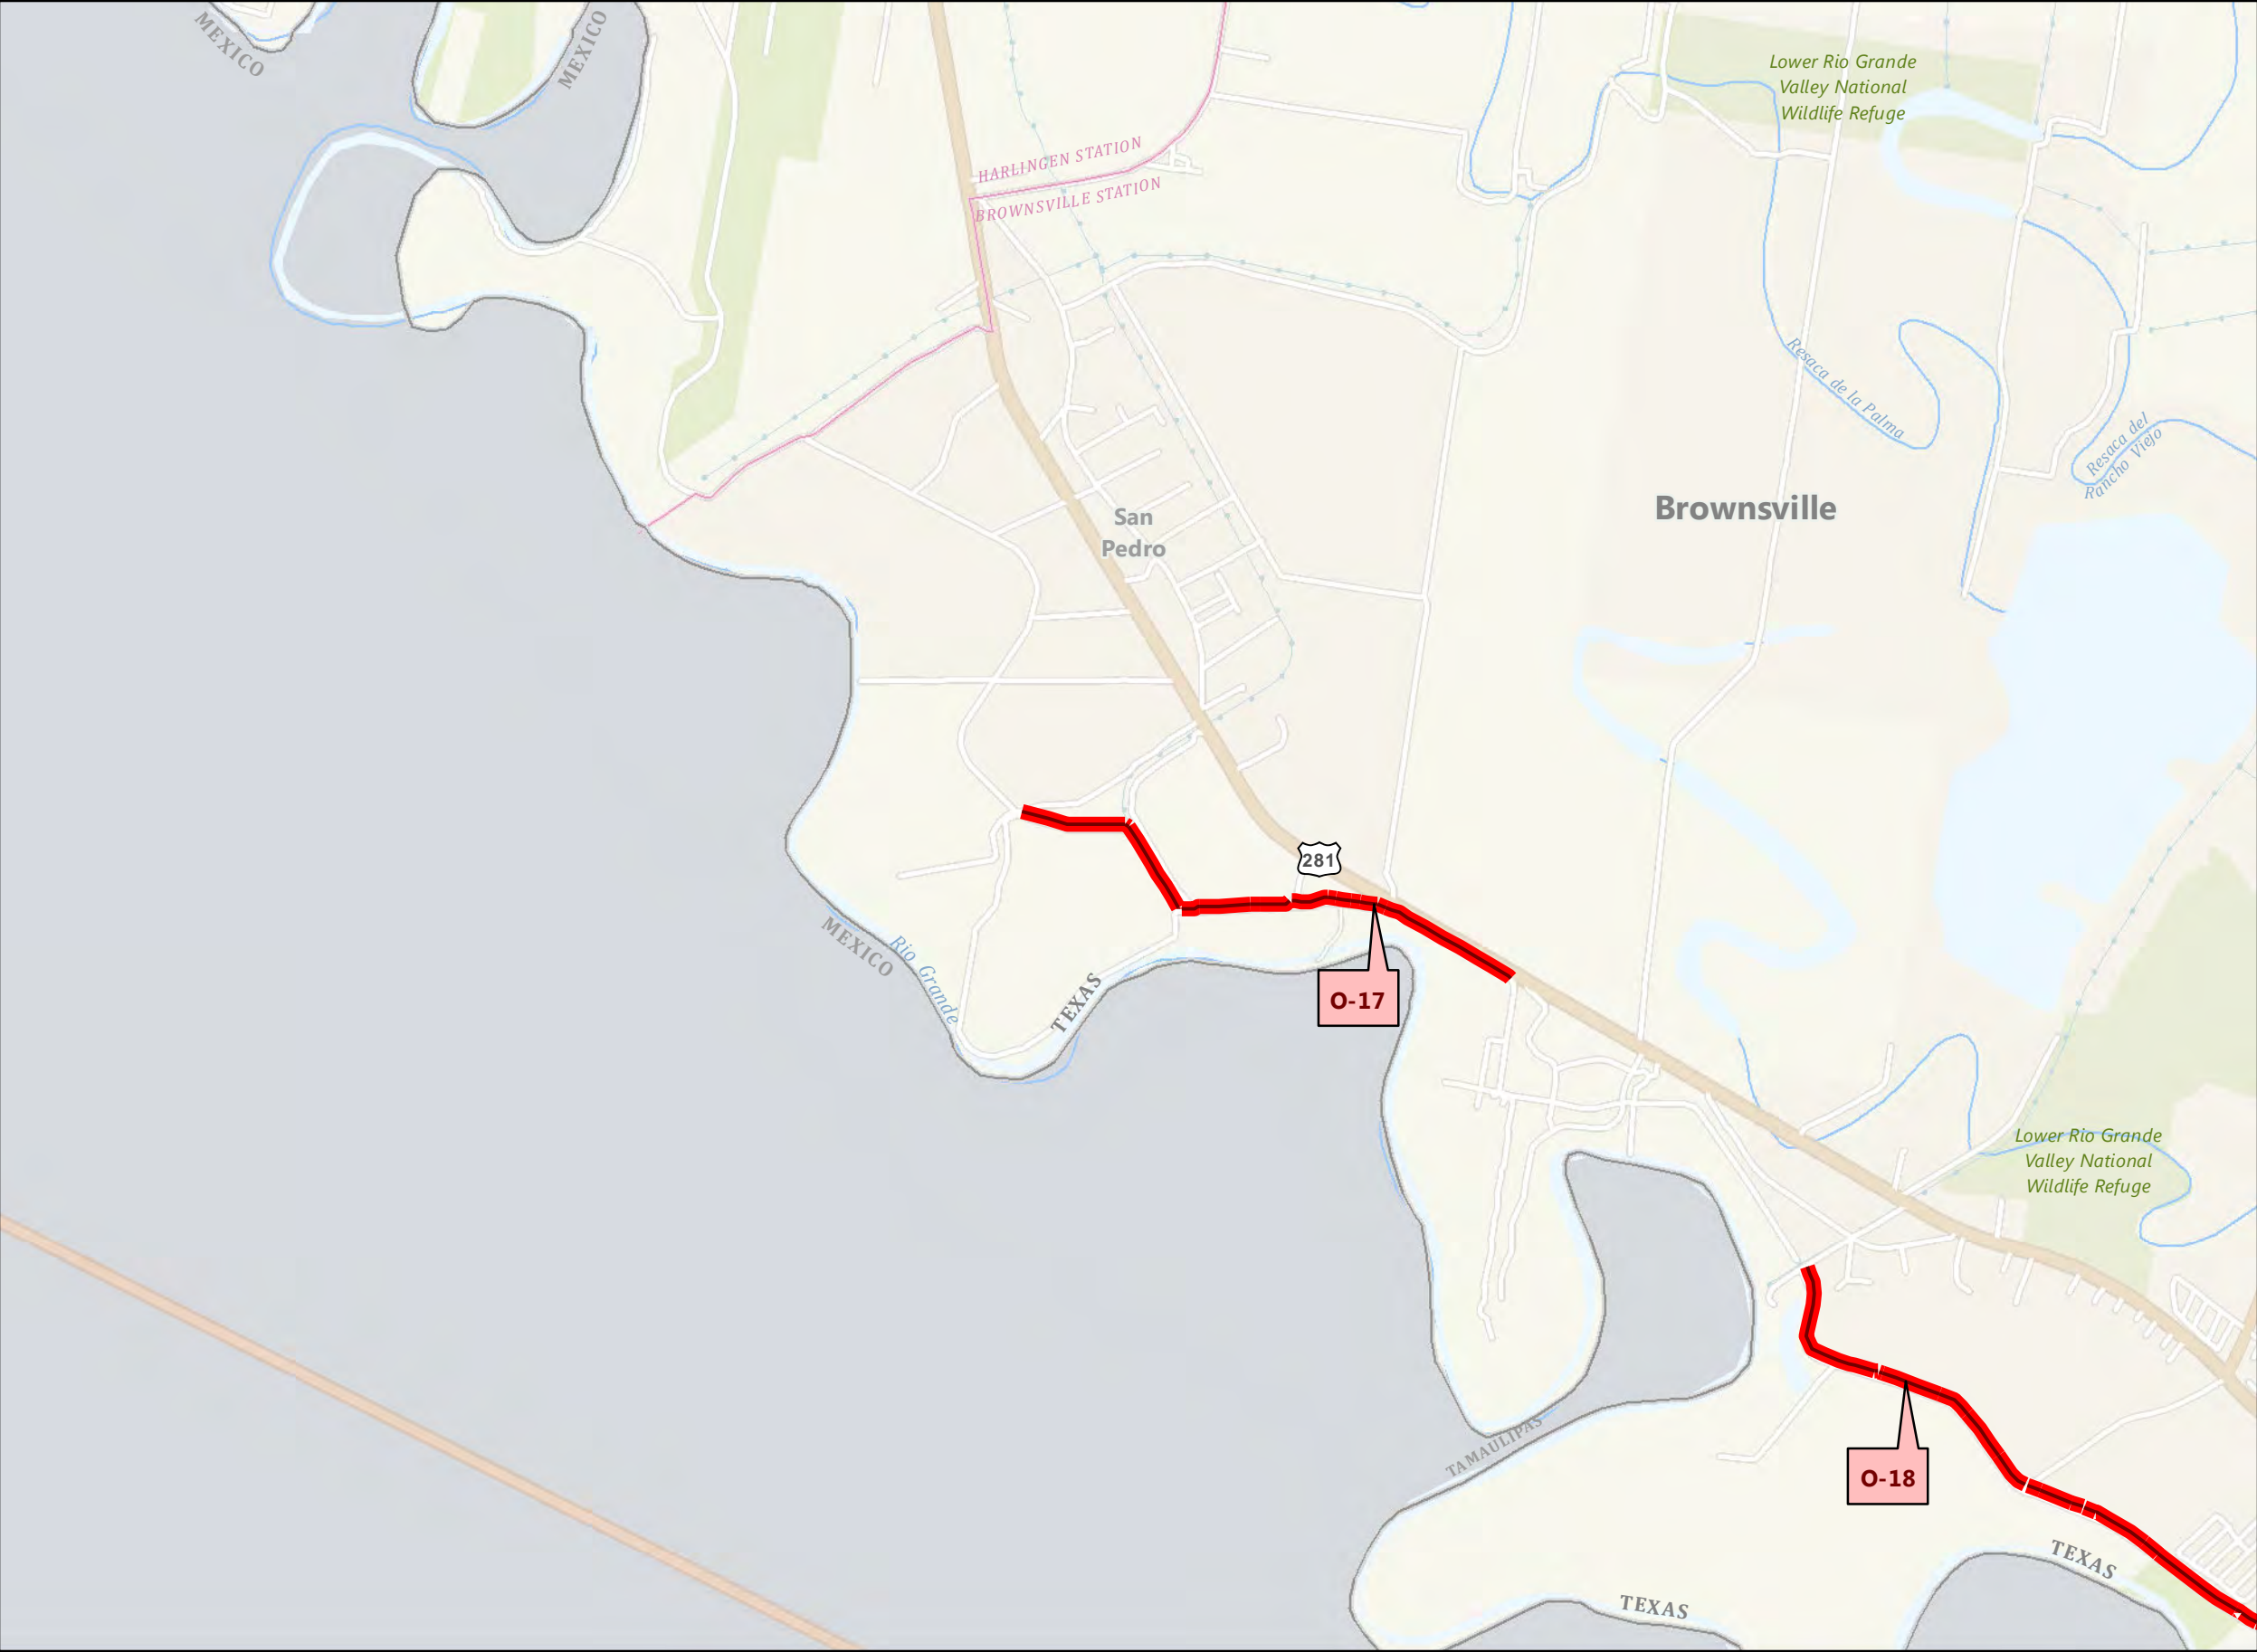 MEXICO
MEXICO
Lower Rio Grande
Valley National
Wildlife Refuge
HARLINGEN STATION
BROWNSVILLE STATION
Resaca de la Palma
Resaca del
Rancho Viejo
San
Pedro
Brownsville
281
MEXICO
Rio Grande
TEXAS
O-17
Lower Rio Grande
Valley National
Wildlife Refuge
TAMAULIPAS
O-18
TEXAS
TEXAS